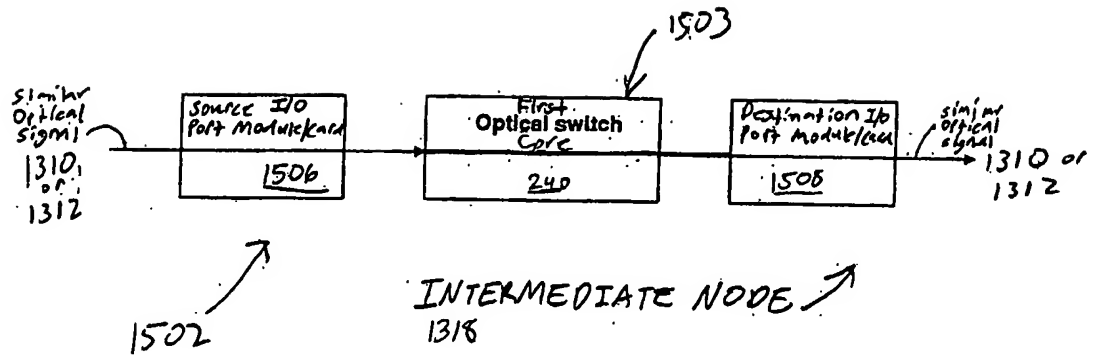 1503
Similar
Optical
Signal
1310,
or
1312
Source I/O
Port Module/card
1506
First
Optical switch
Core
240
Destination I/O
Port Module/card
1508
similar
optical
signal
1310 or
1312
1502
INTERMEDIATE NODE
1318